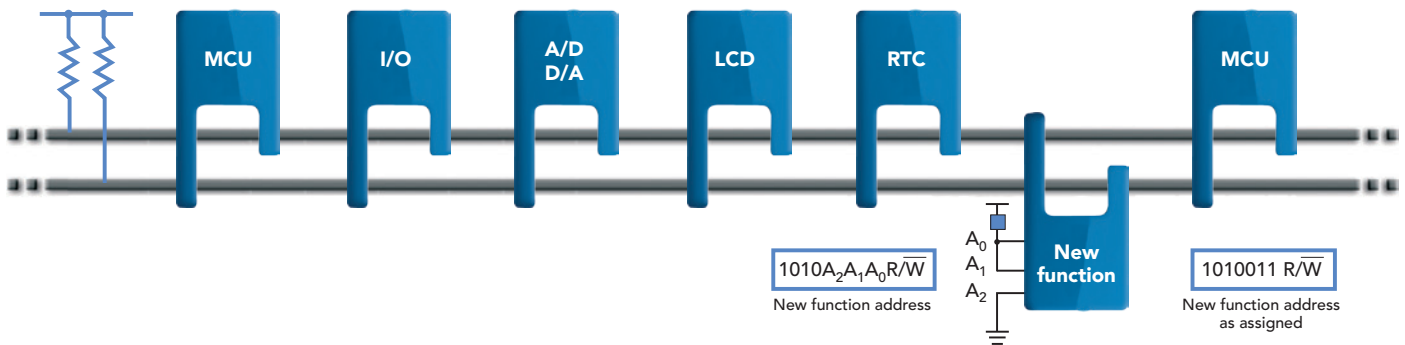 MCU
I/O
A/D
D/A
LCD
RTC
MCU
A₀
A₁
A₂
New
function
1010A₂A₁A₀R/W̅
New function address
1010011 R/W̅
New function address
as assigned